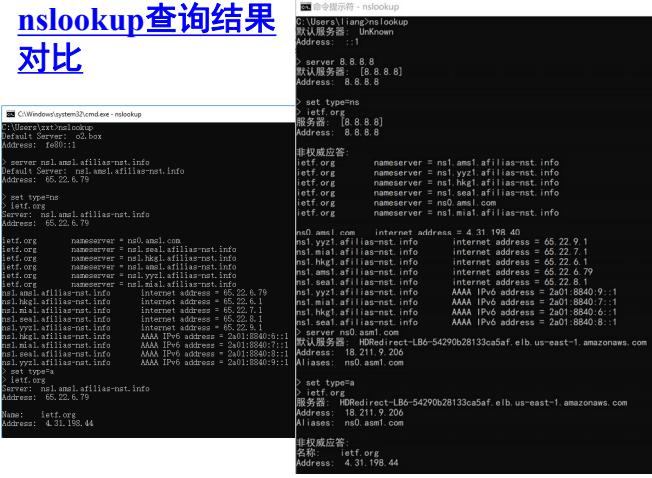 nslookup查询结果
对比
C:\Windows\system32\cmd.exe - nslookup
C:\Users\zxt>nslookup
Default Server:  o2.box
Address:  fe80::1
> server ns1.ams1.afilias-nst.info
Default Server:  ns1.ams1.afilias-nst.info
Address:  65.22.6.79
> set type=ns
> ietf.org
Server:  ns1.ams1.afilias-nst.info
Address:  65.22.6.79
ietf.org        nameserver = ns0.amsl.com
ietf.org        nameserver = ns1.sea1.afilias-nst.info
ietf.org        nameserver = ns1.hkg1.afilias-nst.info
ietf.org        nameserver = ns1.ams1.afilias-nst.info
ietf.org        nameserver = ns1.yyz1.afilias-nst.info
ietf.org        nameserver = ns1.mia1.afilias-nst.info
ns1.ams1.afilias-nst.info       internet address = 65.22.6.79
ns1.hkg1.afilias-nst.info       internet address = 65.22.6.1
ns1.mia1.afilias-nst.info       internet address = 65.22.7.1
ns1.sea1.afilias-nst.info       internet address = 65.22.8.1
ns1.yyz1.afilias-nst.info       internet address = 65.22.9.1
ns1.hkg1.afilias-nst.info       AAAA IPv6 address = 2a01:8840:6::1
ns1.mia1.afilias-nst.info       AAAA IPv6 address = 2a01:8840:7::1
ns1.sea1.afilias-nst.info       AAAA IPv6 address = 2a01:8840:8::1
ns1.yyz1.afilias-nst.info       AAAA IPv6 address = 2a01:8840:9::1
> set type=a
> ietf.org
Server:  ns1.ams1.afilias-nst.info
Address:  65.22.6.79
Name:    ietf.org
Address:  4.31.198.44
命令提示符 - nslookup
C:\Users\liang>nslookup
默认服务器:  UnKnown
Address:  ::1
> server 8.8.8.8
默认服务器:  [8.8.8.8]
Address:  8.8.8.8
> set type=ns
> ietf.org
服务器:  [8.8.8.8]
Address:  8.8.8.8
非权威应答:
ietf.org        nameserver = ns1.ams1.afilias-nst.info
ietf.org        nameserver = ns1.yyz1.afilias-nst.info
ietf.org        nameserver = ns1.hkg1.afilias-nst.info
ietf.org        nameserver = ns1.sea1.afilias-nst.info
ietf.org        nameserver = ns0.amsl.com
ietf.org        nameserver = ns1.mia1.afilias-nst.info
ns0.amsl.com    internet address = 4.31.198.40
ns1.yyz1.afilias-nst.info       internet address = 65.22.9.1
ns1.mia1.afilias-nst.info       internet address = 65.22.7.1
ns1.hkg1.afilias-nst.info       internet address = 65.22.6.1
ns1.ams1.afilias-nst.info       internet address = 65.22.6.79
ns1.sea1.afilias-nst.info       internet address = 65.22.8.1
ns1.yyz1.afilias-nst.info       AAAA IPv6 address = 2a01:8840:9::1
ns1.mia1.afilias-nst.info       AAAA IPv6 address = 2a01:8840:7::1
ns1.hkg1.afilias-nst.info       AAAA IPv6 address = 2a01:8840:6::1
ns1.sea1.afilias-nst.info       AAAA IPv6 address = 2a01:8840:8::1
> server ns0.asm1.com
默认服务器:  HDRedirect-LB6-54290b28133ca5af.elb.us-east-1.amazonaws.com
Address:  18.211.9.206
Aliases:  ns0.asm1.com
> set type=a
> ietf.org
服务器:  HDRedirect-LB6-54290b28133ca5af.elb.us-east-1.amazonaws.com
Address:  18.211.9.206
Aliases:  ns0.asm1.com
非权威应答:
名称:    ietf.org
Address:  4.31.198.44